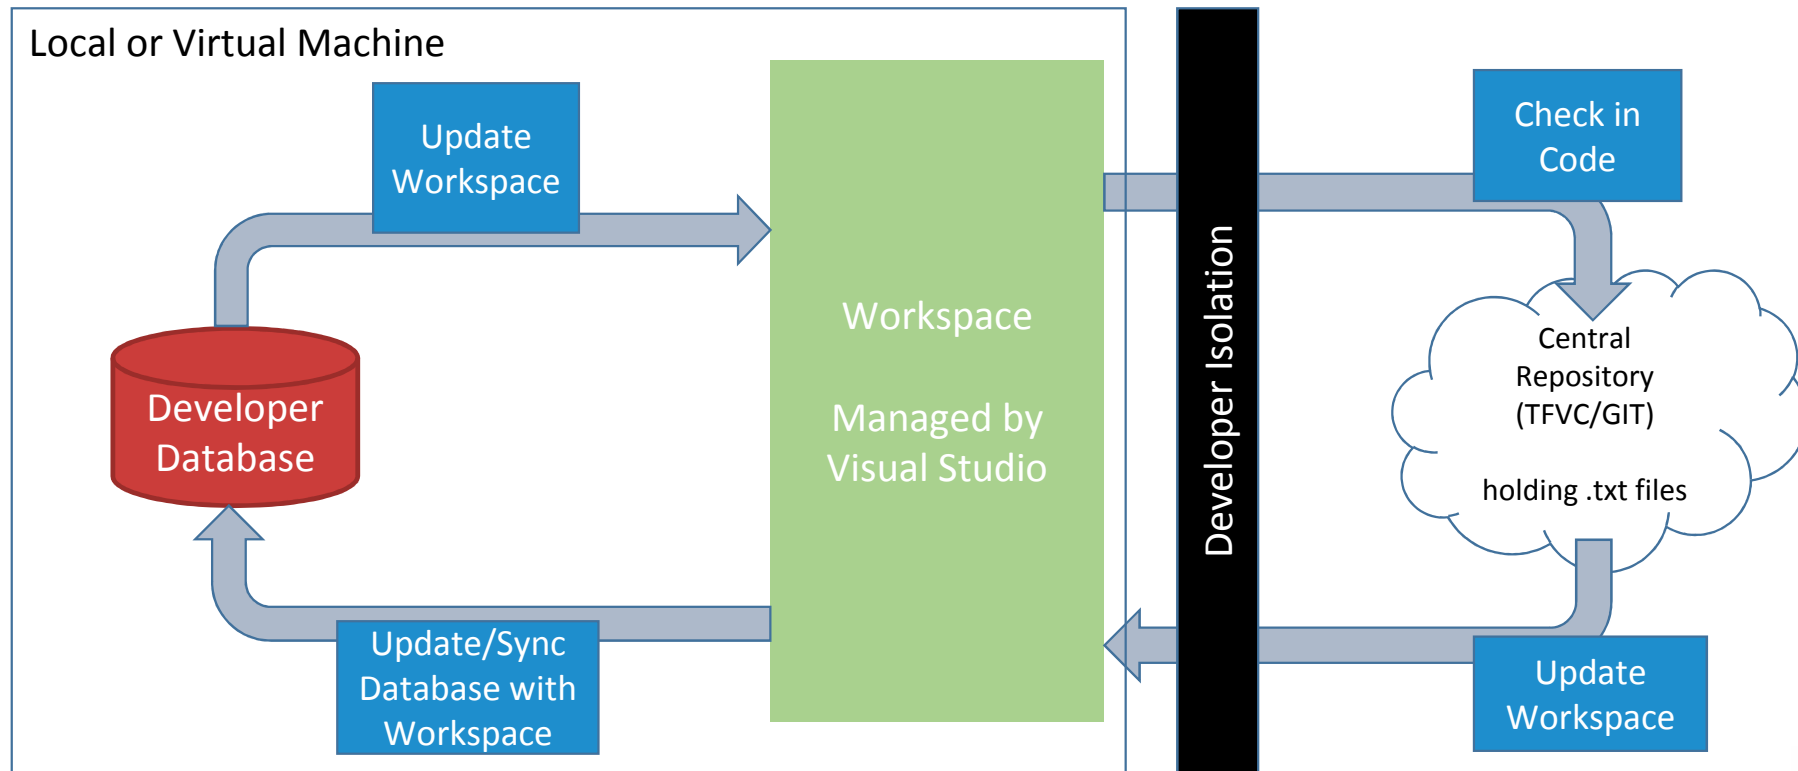 Local or Virtual Machine
Update
Workspace
Developer
Database
Update/Sync
Database with
Workspace
Workspace
Managed by
Visual Studio
Developer Isolation
Check in
Code
Central
Repository
(TFVC/GIT)
holding .txt files
Update
Workspace